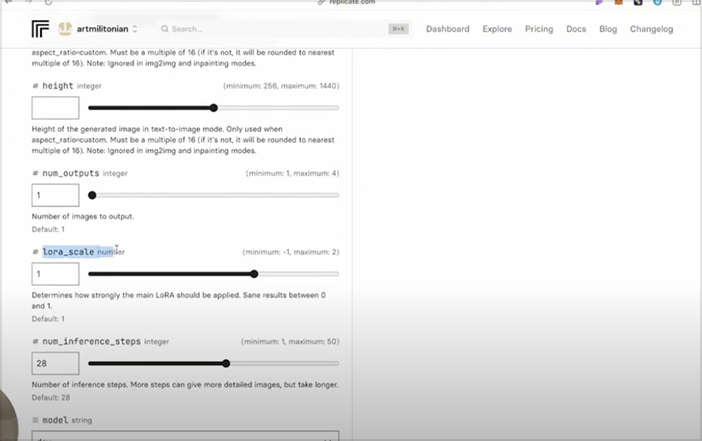 replicate.com
artmilitonian
Search...
⌘+K
Dashboard Explore Pricing Docs Blog Changelog
aspect_ratio=custom. Must be a multiple of 16 (if it's not, it will be rounded to nearest
multiple of 16). Note: Ignored in img2img and inpainting modes.
# height integer (minimum: 256, maximum: 1440)
Height of the generated image in text-to-image mode. Only used when
aspect_ratio=custom. Must be a multiple of 16 (if it's not, it will be rounded to nearest
multiple of 16). Note: Ignored in img2img and inpainting modes.
# num_outputs integer (minimum: 1, maximum: 4)
1
Number of images to output.
Default: 1
# lora_scale number (minimum: -1, maximum: 2)
1
Determines how strongly the main LoRA should be applied. Sane results between 0
and 1.
Default: 1
# num_inference_steps integer (minimum: 1, maximum: 50)
28
Number of inference steps. More steps can give more detailed images, but take longer.
Default: 28
model string